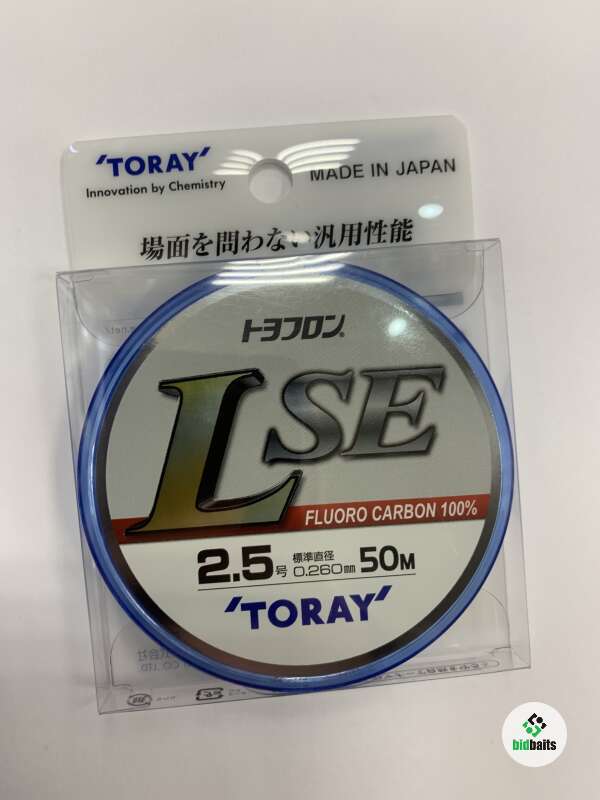 'TORAY'
Innovation by Chemistry
MADE IN JAPAN
場面を問わない汎用性能
トヨフロン®
LSE
FLUORO CARBON 100%
2.5号 標準直径 0.260mm 50M
'TORAY'
bidbaits